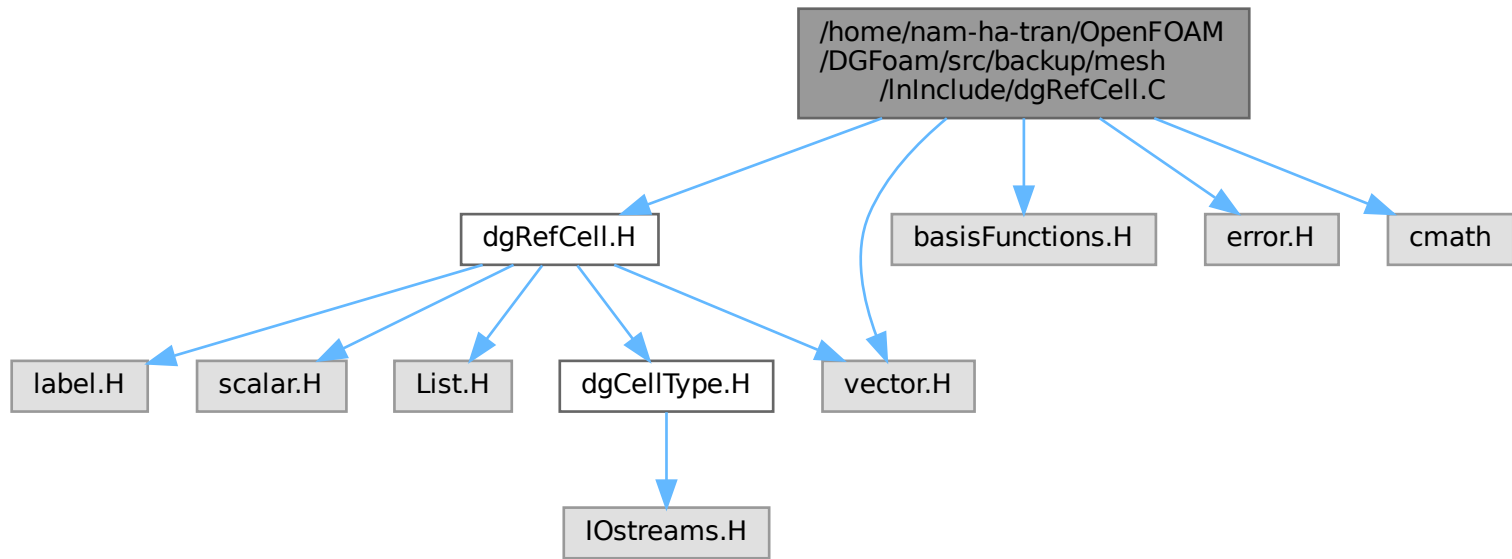 /home/nam-ha-tran/OpenFOAM
/DGFoam/src/backup/mesh
/lnInclude/dgRefCell.C
dgRefCell.H
basisFunctions.H
error.H
cmath
label.H
scalar.H
List.H
dgCellType.H
vector.H
IOstreams.H